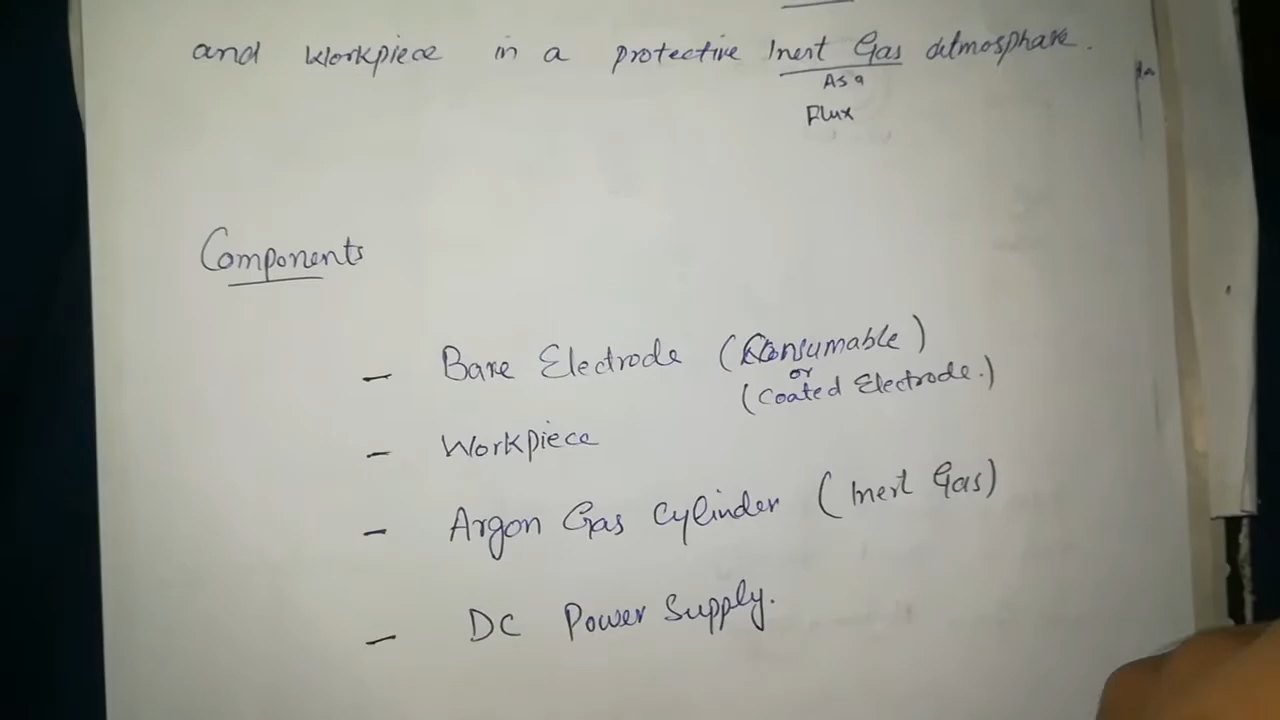 and Workpiece in a protective Inert Gas atmosphare.
As a
Flux
Components
- Bare Electrode (Consumable)
or
(Coated Electrode.)
- Workpiece
- Argon Gas Cylinder (Inert Gas)
- DC Power Supply.